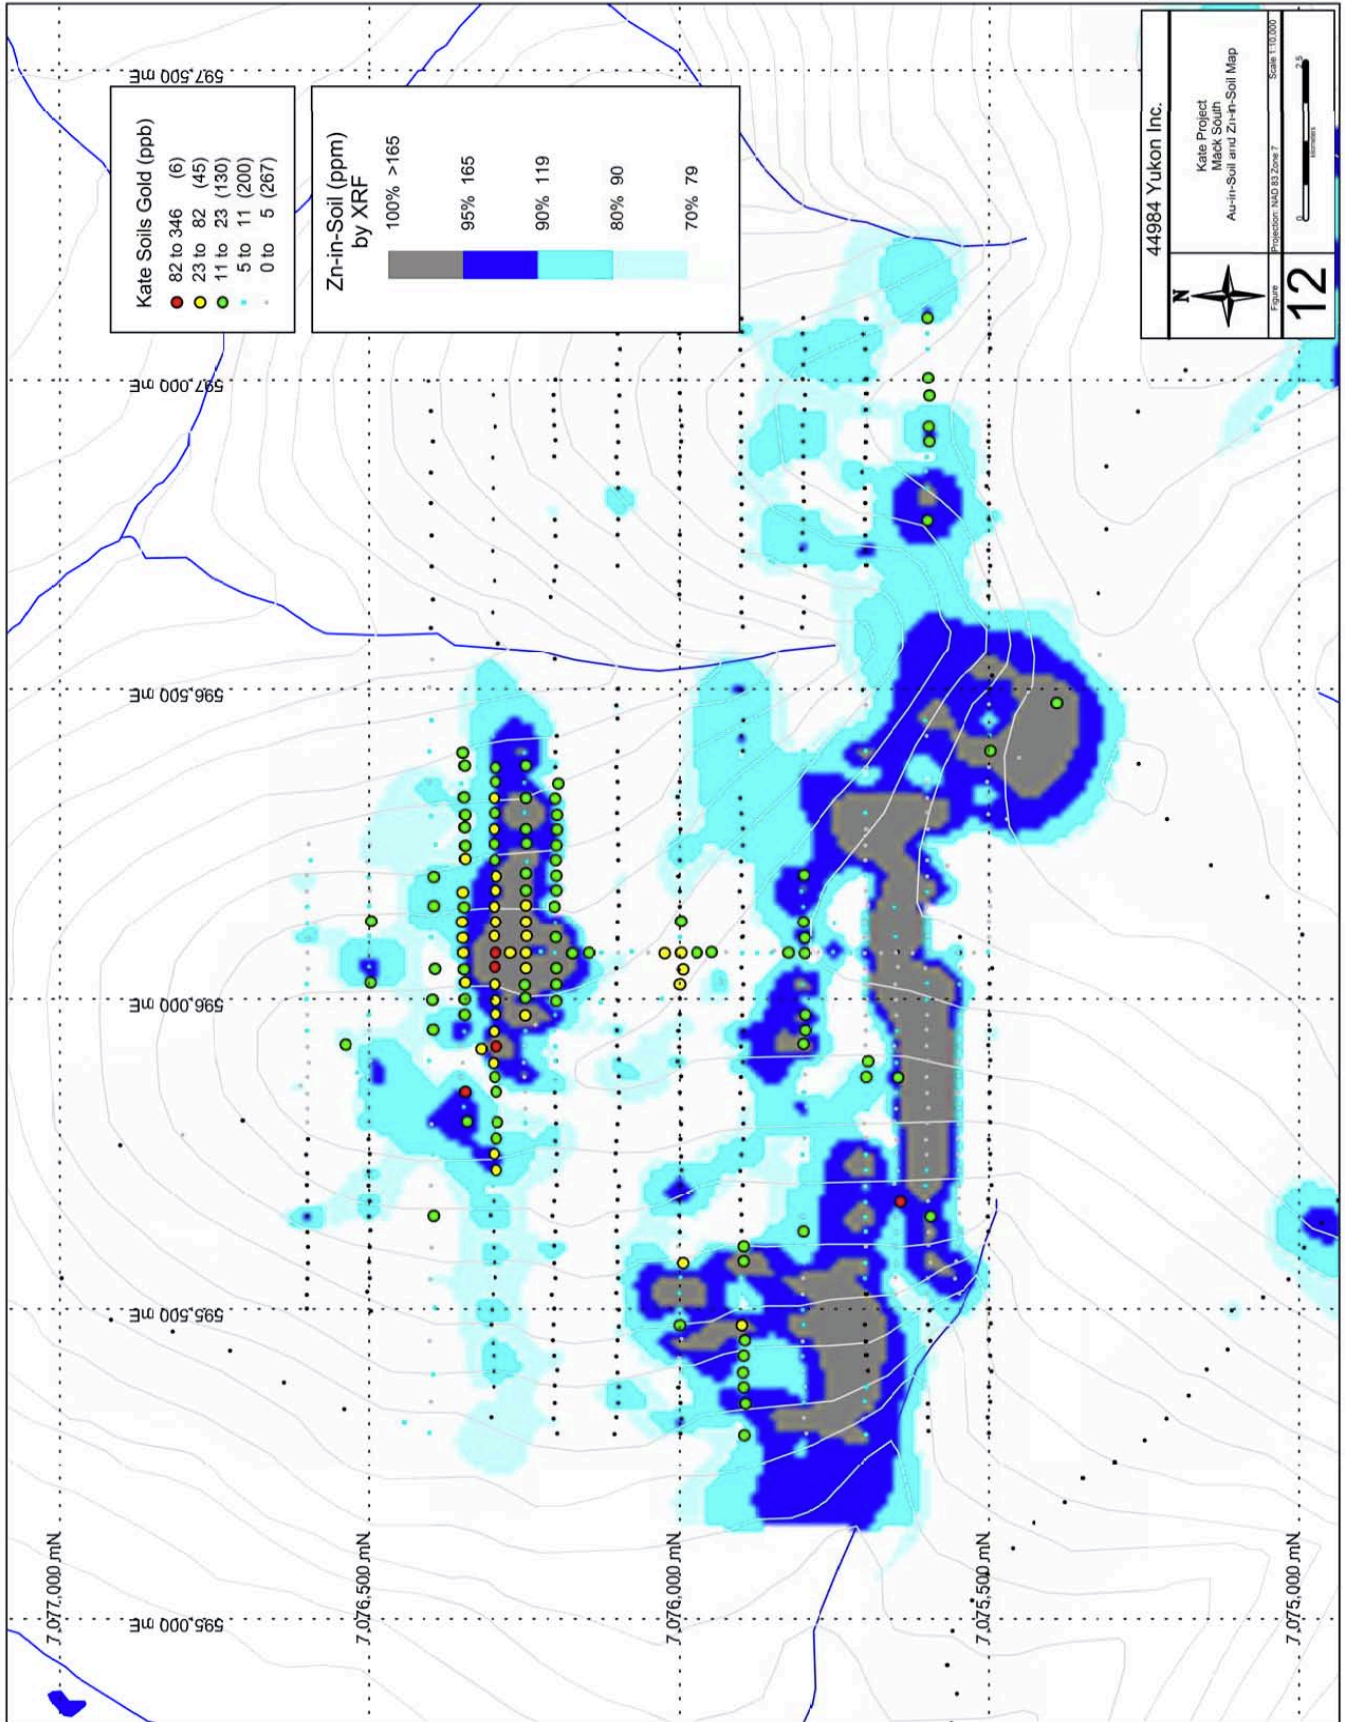 Kate Soils Gold (ppb)
82 to 346 (6)
23 to 82 (45)
11 to 23 (130)
5 to 11 (200)
0 to 5 (267)
Zn-in-Soil (ppm)
by XRF
100% >165
95% 165
90% 119
80% 90
70% 79
44984 Yukon Inc.
N
Kate Project
Mack South
Au-in-Soil and Zn-in-Soil Map
Figure
12
Projection: NAD 83 Zone 7
Scale 1:10,000
0
2.5
kilometers
597,500 mE
597,000 mE
596,500 mE
596,000 mE
595,500 mE
595,000 mE
7,077,000 mN
7,076,500 mN
7,076,000 mN
7,075,500 mN
7,075,000 mN